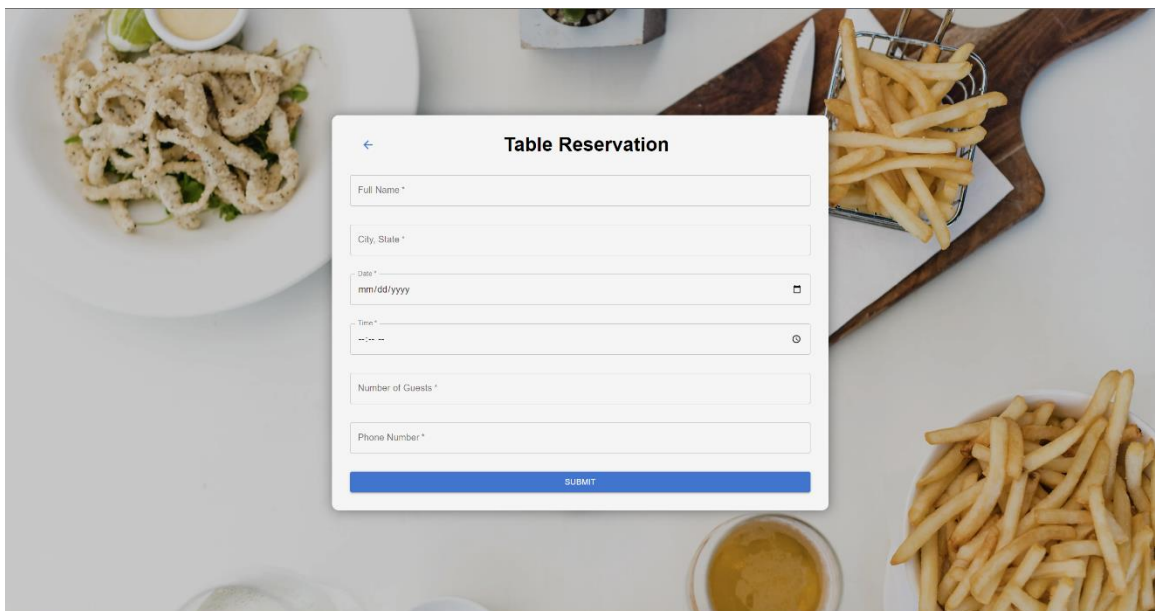 Table Reservation
Full Name *
City, State *
Date *
mm/dd/yyyy
Time *
--:-- --
Number of Guests *
Phone Number *
SUBMIT